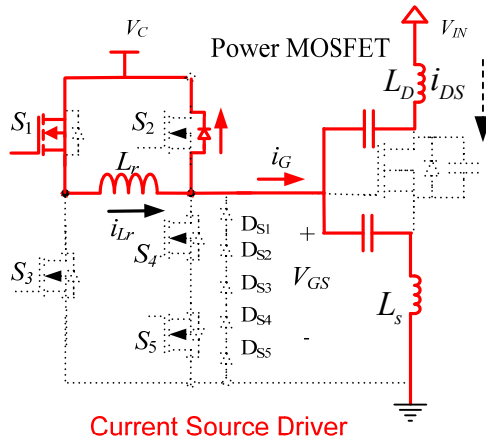 V_C
V_IN
Power MOSFET
L_D
i_DS
S_1
S_2
L_r
i_G
i_Lr
S_3
S_4
S_5
D_S1
D_S2
D_S3
D_S4
D_S5
+
V_GS
-
L_s
Current Source Driver